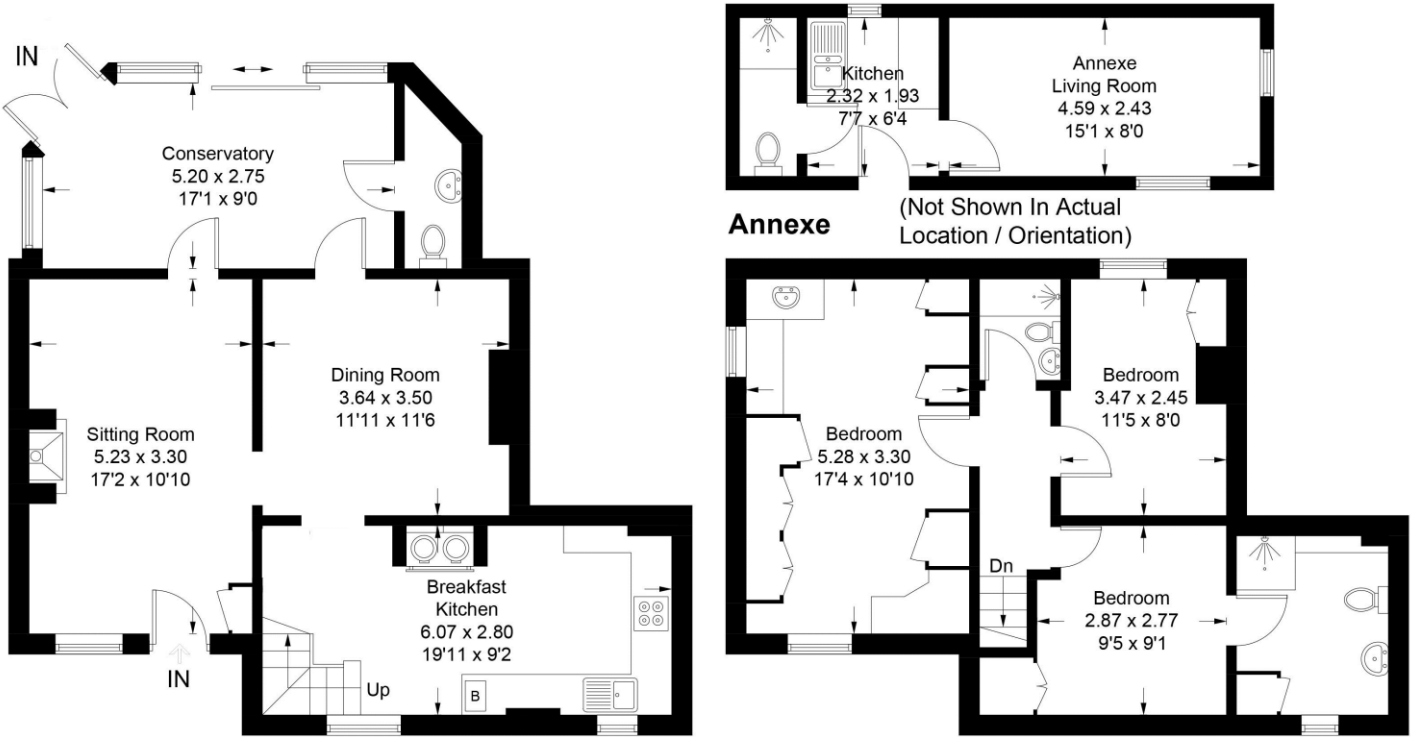 IN
Conservatory
5.20 x 2.75
17'1 x 9'0
Sitting Room
5.23 x 3.30
17'2 x 10'10
Dining Room
3.64 x 3.50
11'11 x 11'6
Breakfast
Kitchen
6.07 x 2.80
19'11 x 9'2
Up
B
IN
Kitchen
2.32 x 1.93
7'7 x 6'4
Annexe
Living Room
4.59 x 2.43
15'1 x 8'0
Annexe
(Not Shown In Actual
Location / Orientation)
Bedroom
5.28 x 3.30
17'4 x 10'10
Bedroom
3.47 x 2.45
11'5 x 8'0
Dn
Bedroom
2.87 x 2.77
9'5 x 9'1